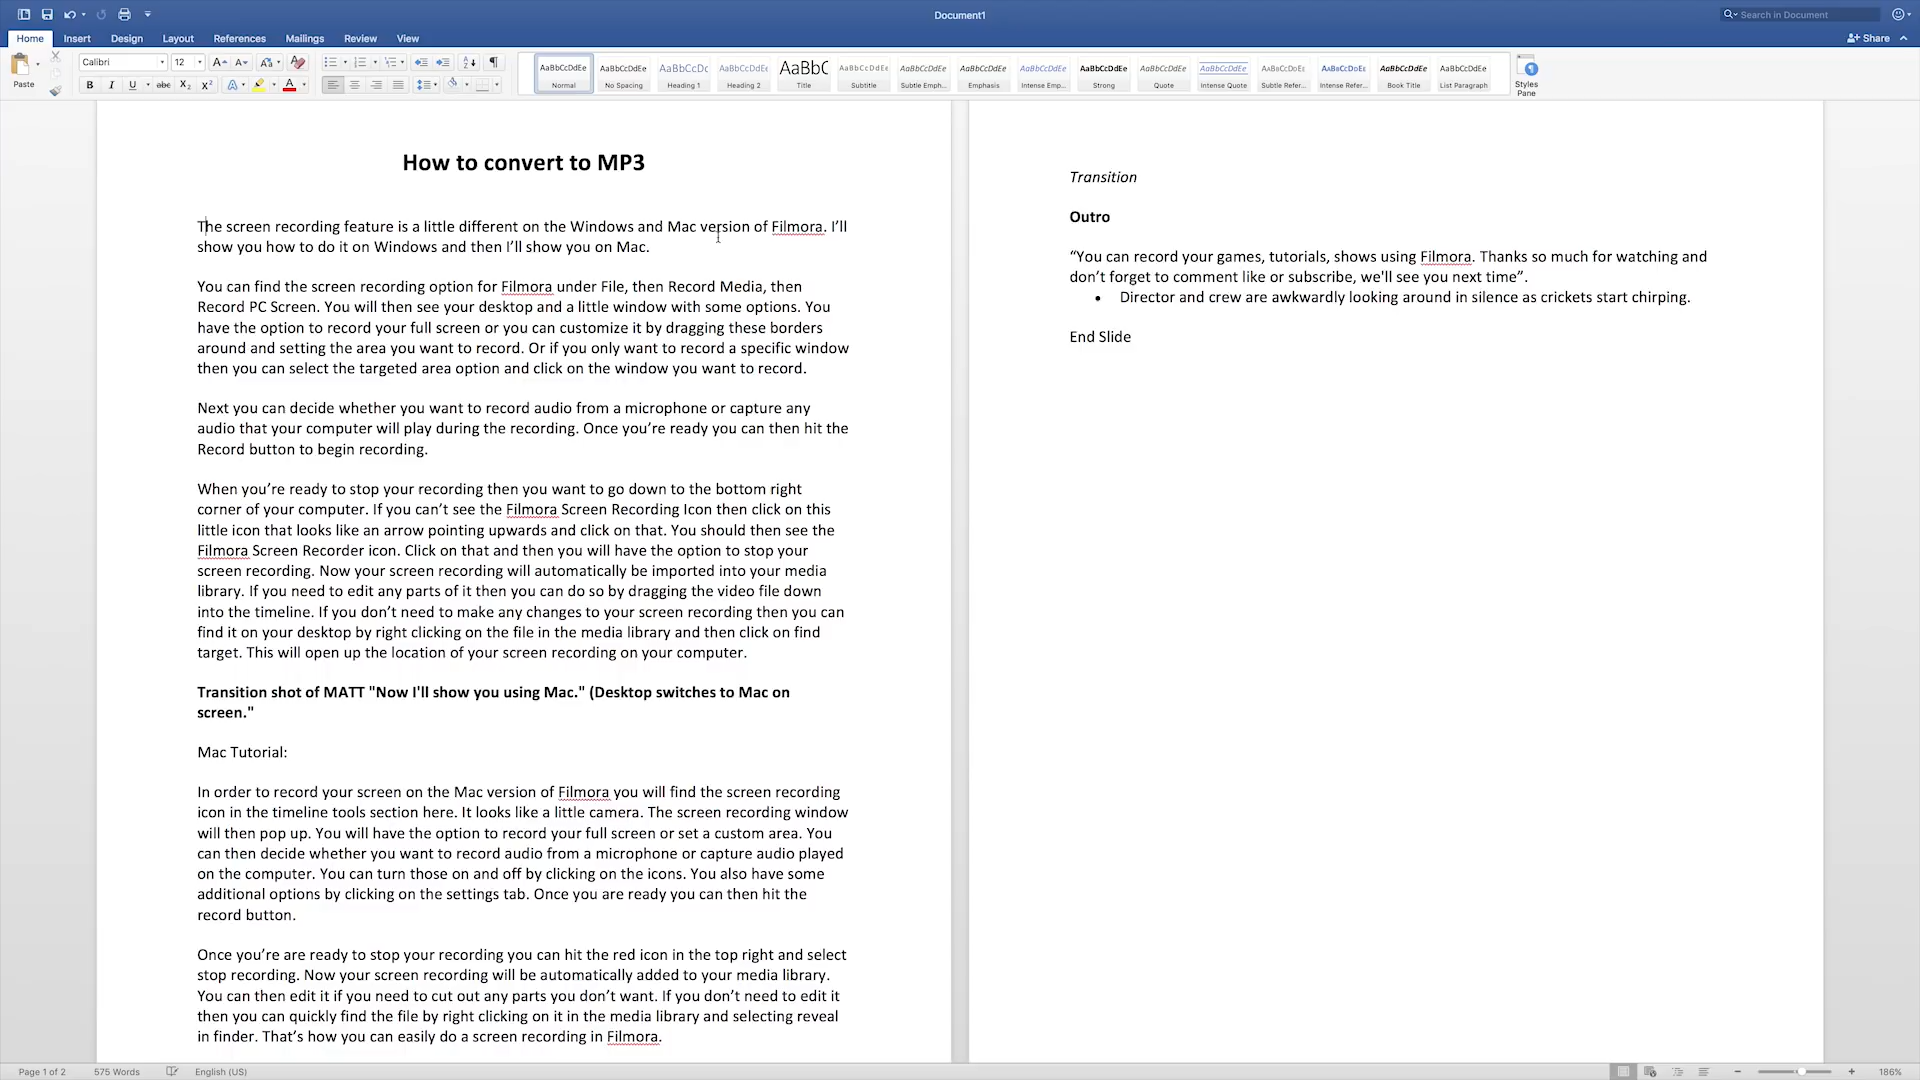 Document1
Search in Document
Home Insert Design Layout References Mailings Review View
Share
Paste
Calibri 12
B I U abc X₂ X²
AaBbCcDdEe AaBbCcDdEe AaBbCcDc AaBbCcDdEe AaBbC AaBbCcDdEe AaBbCcDdEe AaBbCcDdEe AaBbCcDdEe AaBbCcDdEe AaBbCcDdEe AaBbCcDdEe AaBbCcDdEe AaBbCcDdEe AaBbCcDdEe AaBbCcDdEe
Normal No Spacing Heading 1 Heading 2 Title Subtitle Subtle Emph... Emphasis Intense Emp... Strong Quote Intense Quote Subtle Refer... Intense Refer... Book Title List Paragraph
Styles
Pane
How to convert to MP3
The screen recording feature is a little different on the Windows and Mac version of Filmora. I’ll
show you how to do it on Windows and then I’ll show you on Mac.
You can find the screen recording option for Filmora under File, then Record Media, then
Record PC Screen. You will then see your desktop and a little window with some options. You
have the option to record your full screen or you can customize it by dragging these borders
around and setting the area you want to record. Or if you only want to record a specific window
then you can select the targeted area option and click on the window you want to record.
Next you can decide whether you want to record audio from a microphone or capture any
audio that your computer will play during the recording. Once you’re ready you can then hit the
Record button to begin recording.
When you’re ready to stop your recording then you want to go down to the bottom right
corner of your computer. If you can’t see the Filmora Screen Recording Icon then click on this
little icon that looks like an arrow pointing upwards and click on that. You should then see the
Filmora Screen Recorder icon. Click on that and then you will have the option to stop your
screen recording. Now your screen recording will automatically be imported into your media
library. If you need to edit any parts of it then you can do so by dragging the video file down
into the timeline. If you don’t need to make any changes to your screen recording then you can
find it on your desktop by right clicking on the file in the media library and then click on find
target. This will open up the location of your screen recording on your computer.
Transition shot of MATT "Now I'll show you using Mac." (Desktop switches to Mac on
screen."
Mac Tutorial:
In order to record your screen on the Mac version of Filmora you will find the screen recording
icon in the timeline tools section here. It looks like a little camera. The screen recording window
will then pop up. You will have the option to record your full screen or set a custom area. You
can then decide whether you want to record audio from a microphone or capture audio played
on the computer. You can turn those on and off by clicking on the icons. You also have some
additional options by clicking on the settings tab. Once you are ready you can then hit the
record button.
Once you’re are ready to stop your recording you can hit the red icon in the top right and select
stop recording. Now your screen recording will be automatically added to your media library.
You can then edit it if you need to cut out any parts you don’t want. If you don’t need to edit it
then you can quickly find the file by right clicking on it in the media library and selecting reveal
in finder. That’s how you can easily do a screen recording in Filmora.
Transition
Outro
“You can record your games, tutorials, shows using Filmora. Thanks so much for watching and
don’t forget to comment like or subscribe, we'll see you next time”.
• Director and crew are awkwardly looking around in silence as crickets start chirping.
End Slide
Page 1 of 2 575 Words English (US) 186%